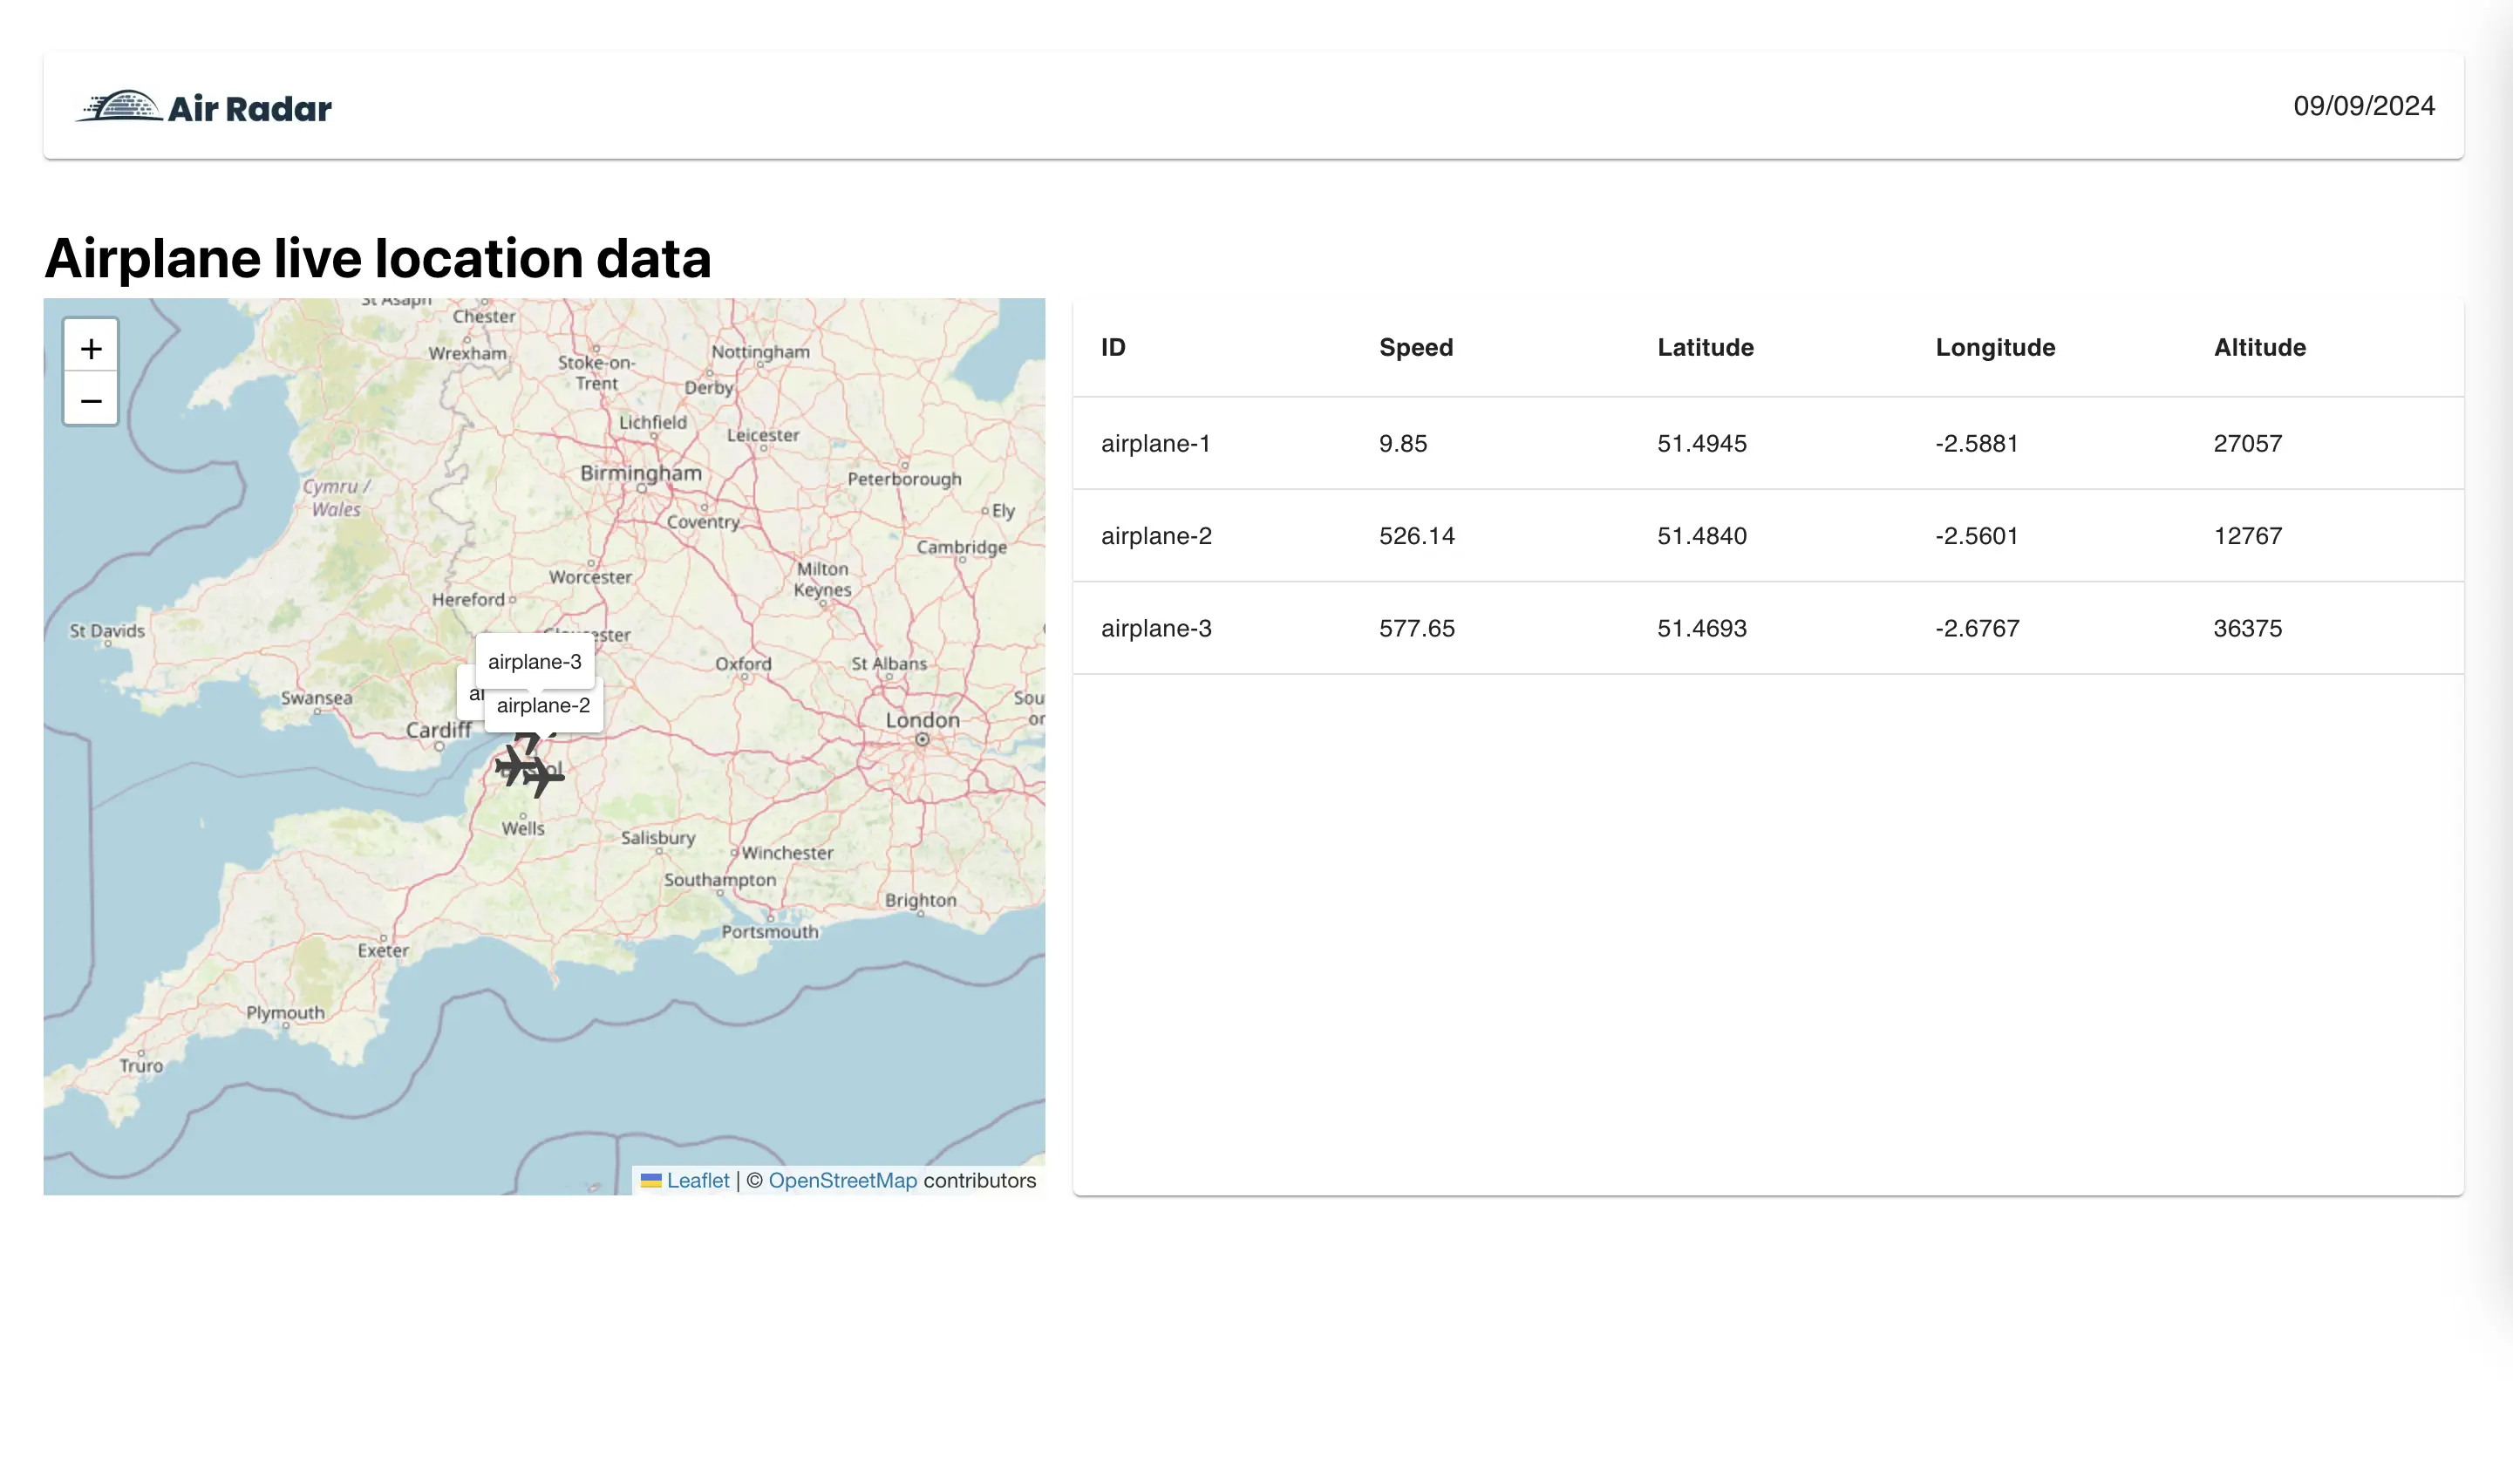 Air Radar
09/09/2024
Airplane live location data
+
−
St Asaph
Chester
Wrexham
Stoke-on-
Trent
Nottingham
Derby
Lichfield
Leicester
Birmingham
Peterborough
Cymru /
Wales
Coventry
Ely
Cambridge
Worcester
Milton
Keynes
Hereford
St Davids
airplane-3
Oxford
St Albans
Swansea
airplane-2
London
Cardiff
Wells
Salisbury
Winchester
Southampton
Brighton
Portsmouth
Exeter
Plymouth
Truro
Leaflet | © OpenStreetMap contributors
ID Speed Latitude Longitude Altitude
airplane-1 9.85 51.4945 -2.5881 27057
airplane-2 526.14 51.4840 -2.5601 12767
airplane-3 577.65 51.4693 -2.6767 36375